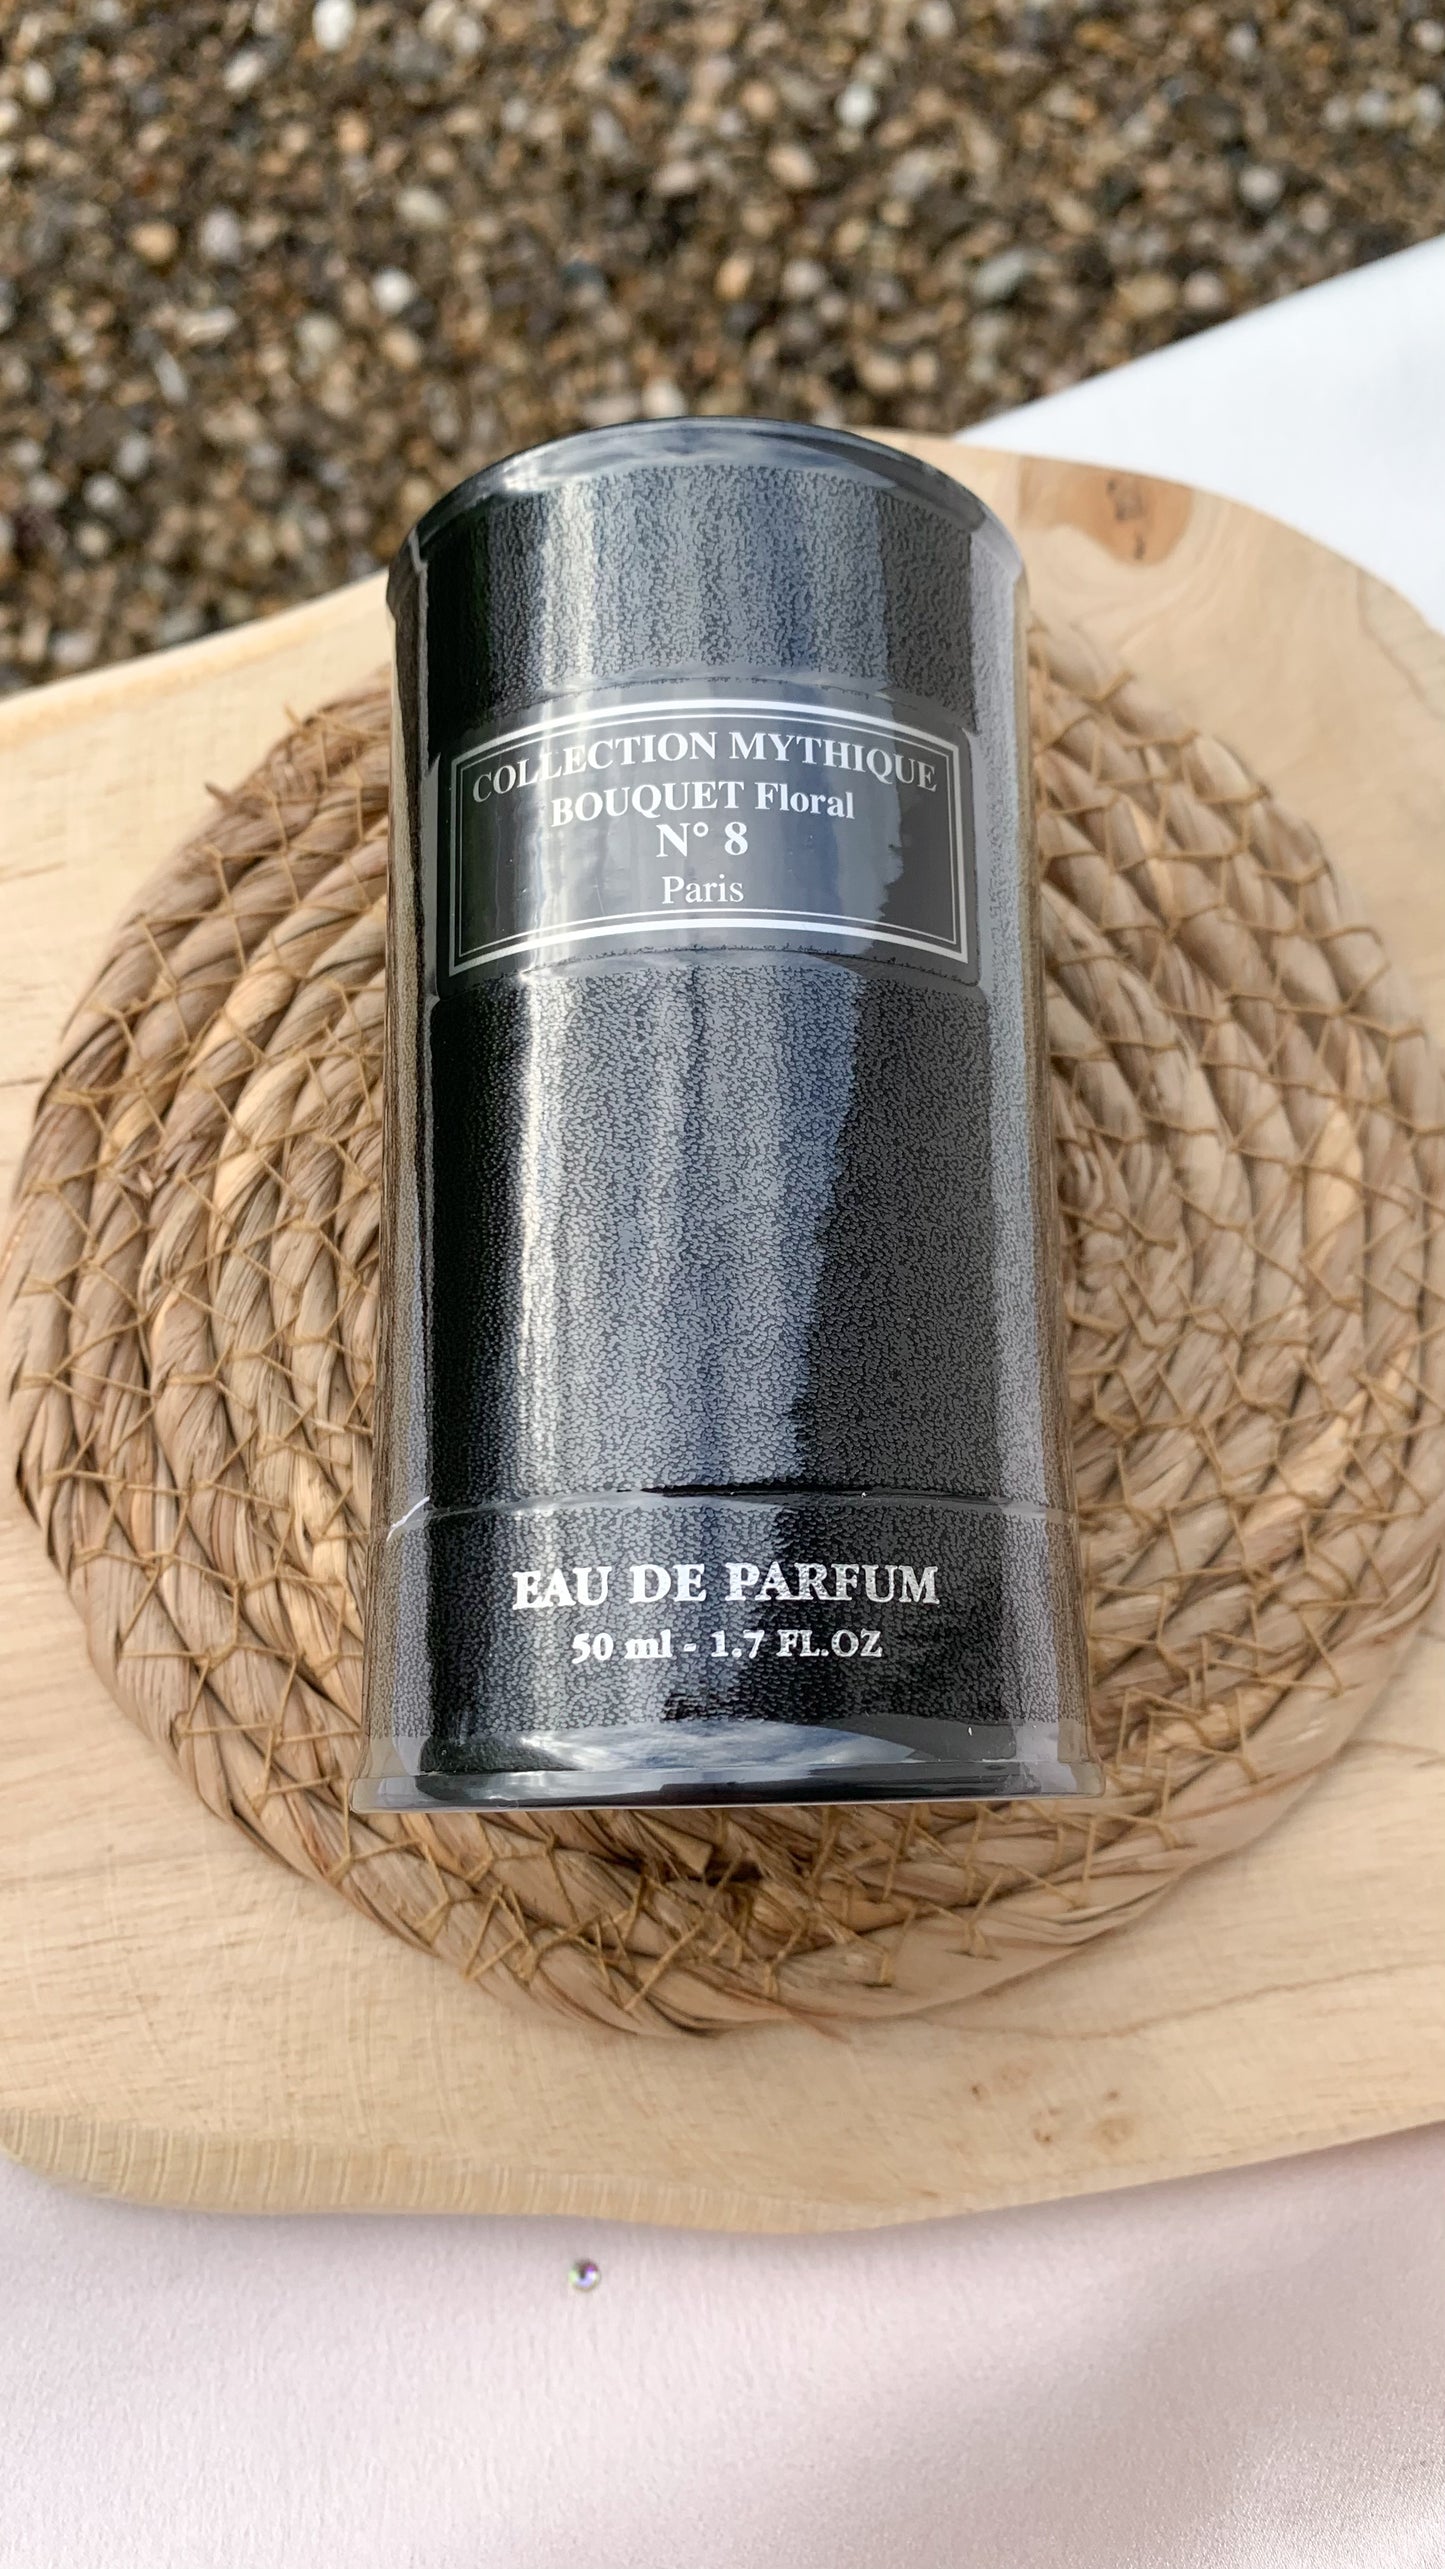 COLLECTION MYTHIQUE
BOUQUET Floral
N° 8
Paris
EAU DE PARFUM
50 ml - 1.7 FL.OZ